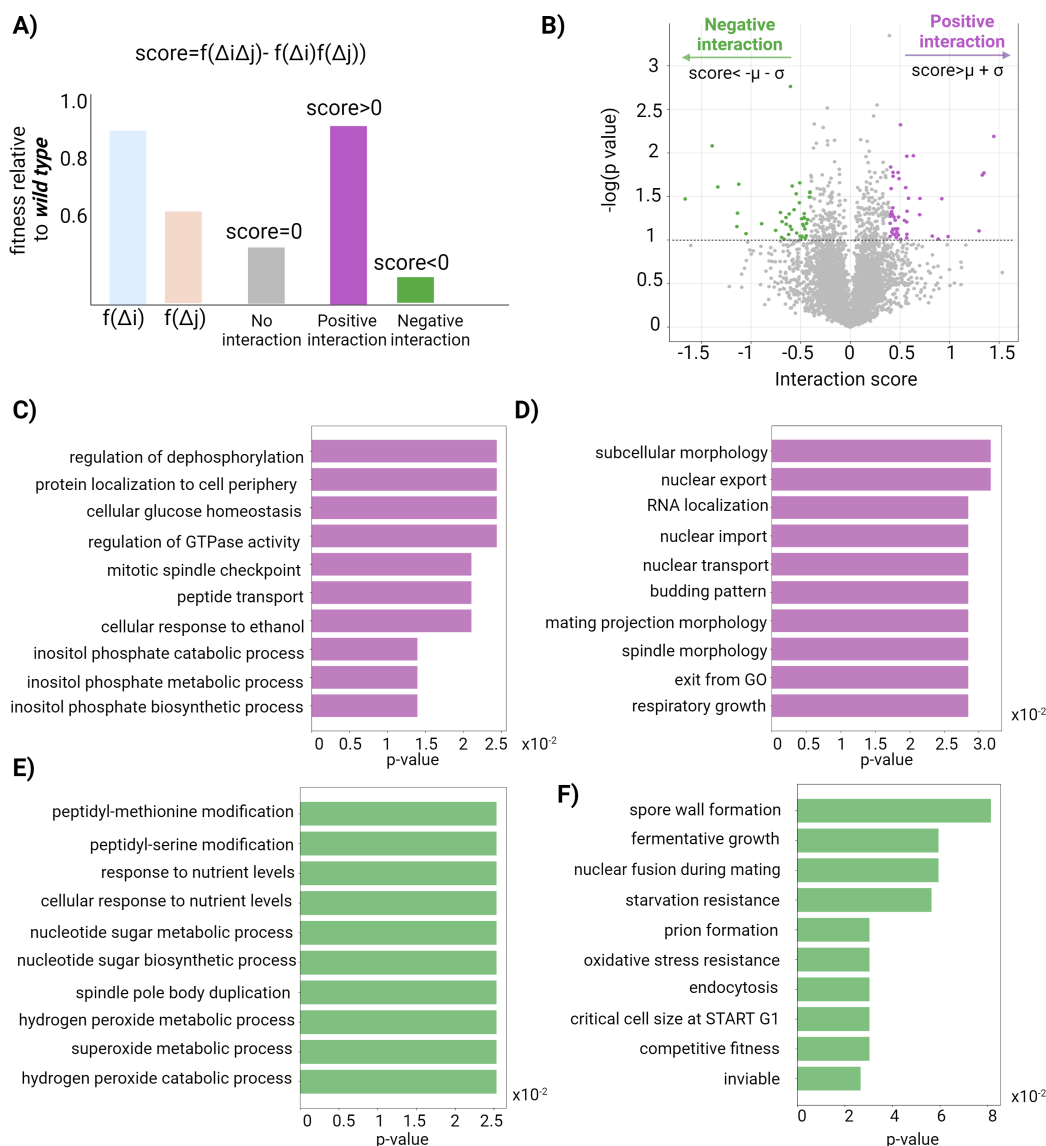 A)
score=f(ΔiΔj)- f(Δi)f(Δj))
fitness relative
to wild type
1.0
0.8
0.6
score=0
score>0
score<0
f(Δi)
f(Δj)
No
interaction
Positive
interaction
Negative
interaction
B)
Negative
interaction
score< -μ - σ
Positive
interaction
score>μ + σ
-log(p value)
3
2.5
2
1.5
1
0.5
0
-1.5
-1
-0.5
0
0.5
1
1.5
Interaction score
C)
regulation of dephosphorylation
protein localization to cell periphery
cellular glucose homeostasis
regulation of GTPase activity
mitotic spindle checkpoint
peptide transport
cellular response to ethanol
inositol phosphate catabolic process
inositol phosphate metabolic process
inositol phosphate biosynthetic process
0 0.5 1 1.5 2 2.5 x10-2
p-value
D)
subcellular morphology
nuclear export
RNA localization
nuclear import
nuclear transport
budding pattern
mating projection morphology
spindle morphology
exit from GO
respiratory growth
x10-2
0 0.5 1.0 1.5 2.5 3.0
p-value
E)
peptidyl-methionine modification
peptidyl-serine modification
response to nutrient levels
cellular response to nutrient levels
nucleotide sugar metabolic process
nucleotide sugar biosynthetic process
spindle pole body duplication
hydrogen peroxide metabolic process
superoxide metabolic process
hydrogen peroxide catabolic process
x10-2
0 0.5 1 1.5 2 2.5
p-value
F)
spore wall formation
fermentative growth
nuclear fusion during mating
starvation resistance
prion formation
oxidative stress resistance
endocytosis
critical cell size at START G1
competitive fitness
inviable
x10-2
0 2 4 6 8
p-value